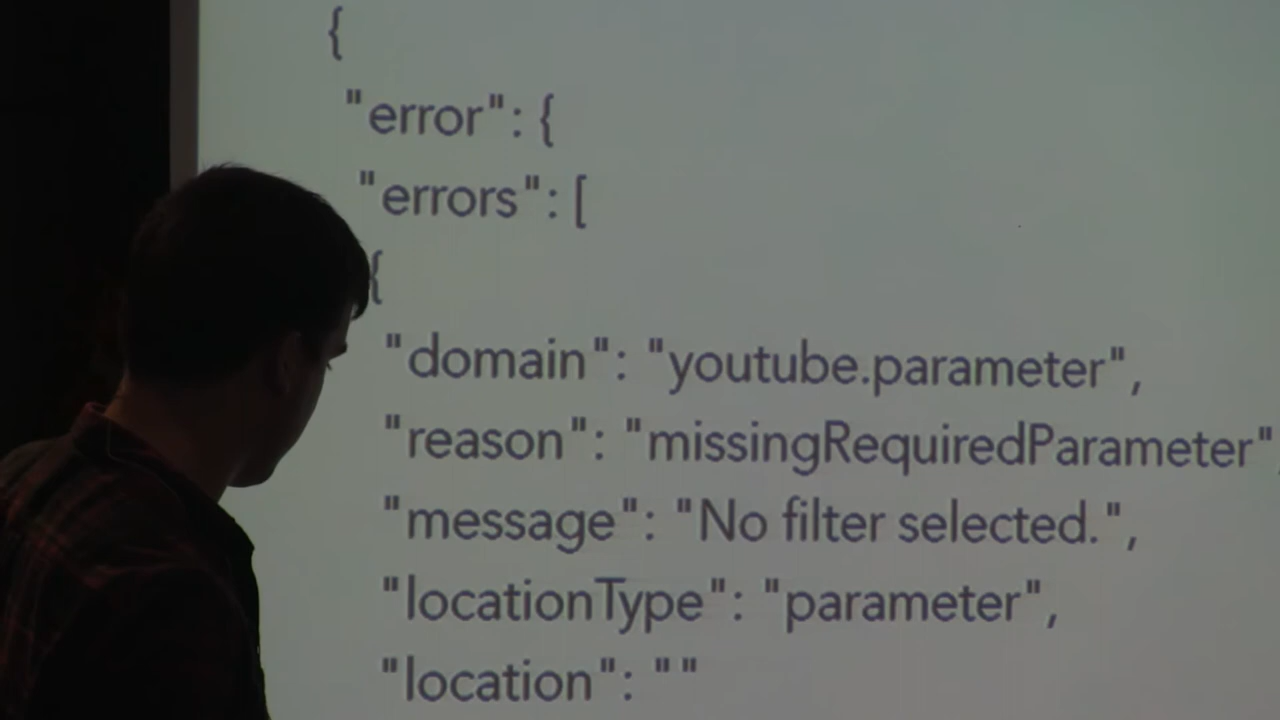 {
"error": {
"errors": [
{
"domain": "youtube.parameter",
"reason": "missingRequiredParameter"
"message": "No filter selected.",
"locationType": "parameter",
"location": ""